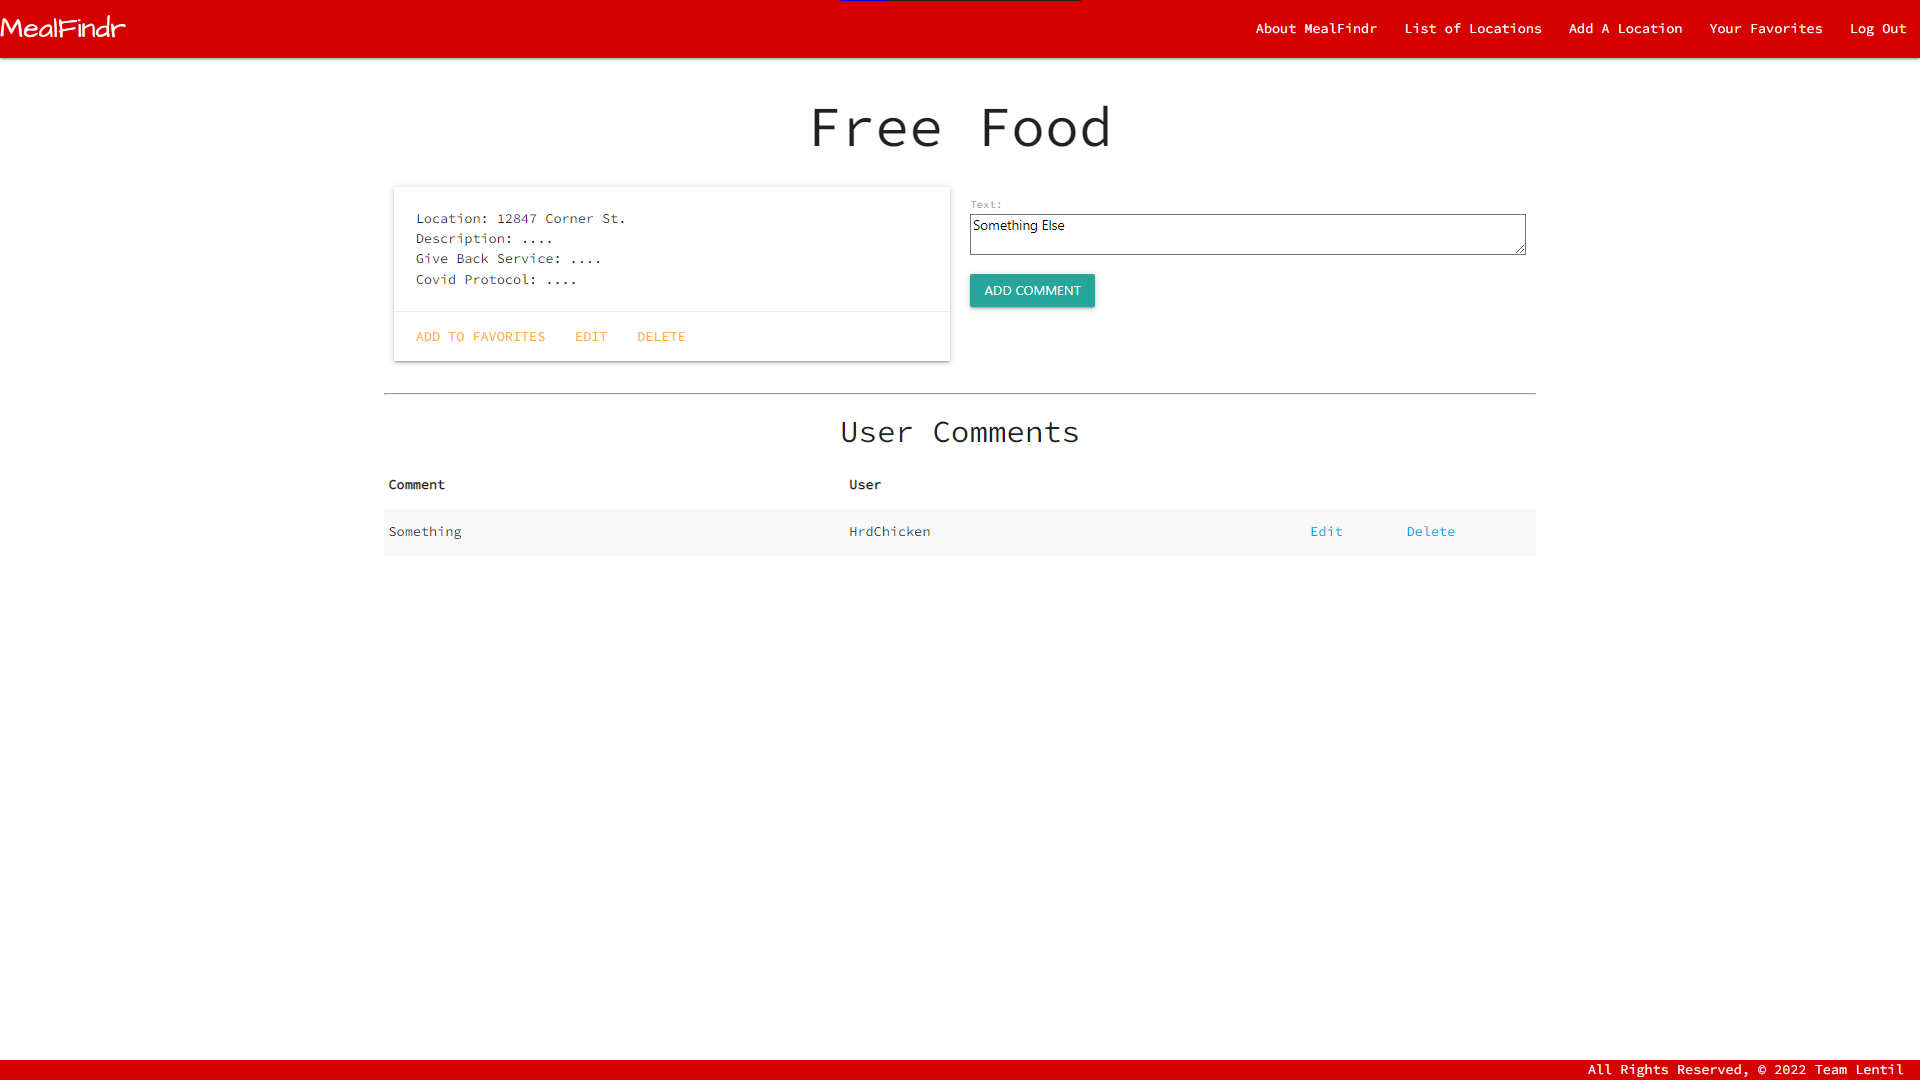 MealFindr
About MealFindr List of Locations Add A Location Your Favorites Log Out
Free Food
Location: 12847 Corner St.
Description: ....
Give Back Service: ....
Covid Protocol: ....
ADD TO FAVORITES EDIT DELETE
Text:
Something Else
ADD COMMENT
User Comments
Comment User
Something HrdChicken Edit Delete
All Rights Reserved, © 2022 Team Lentil